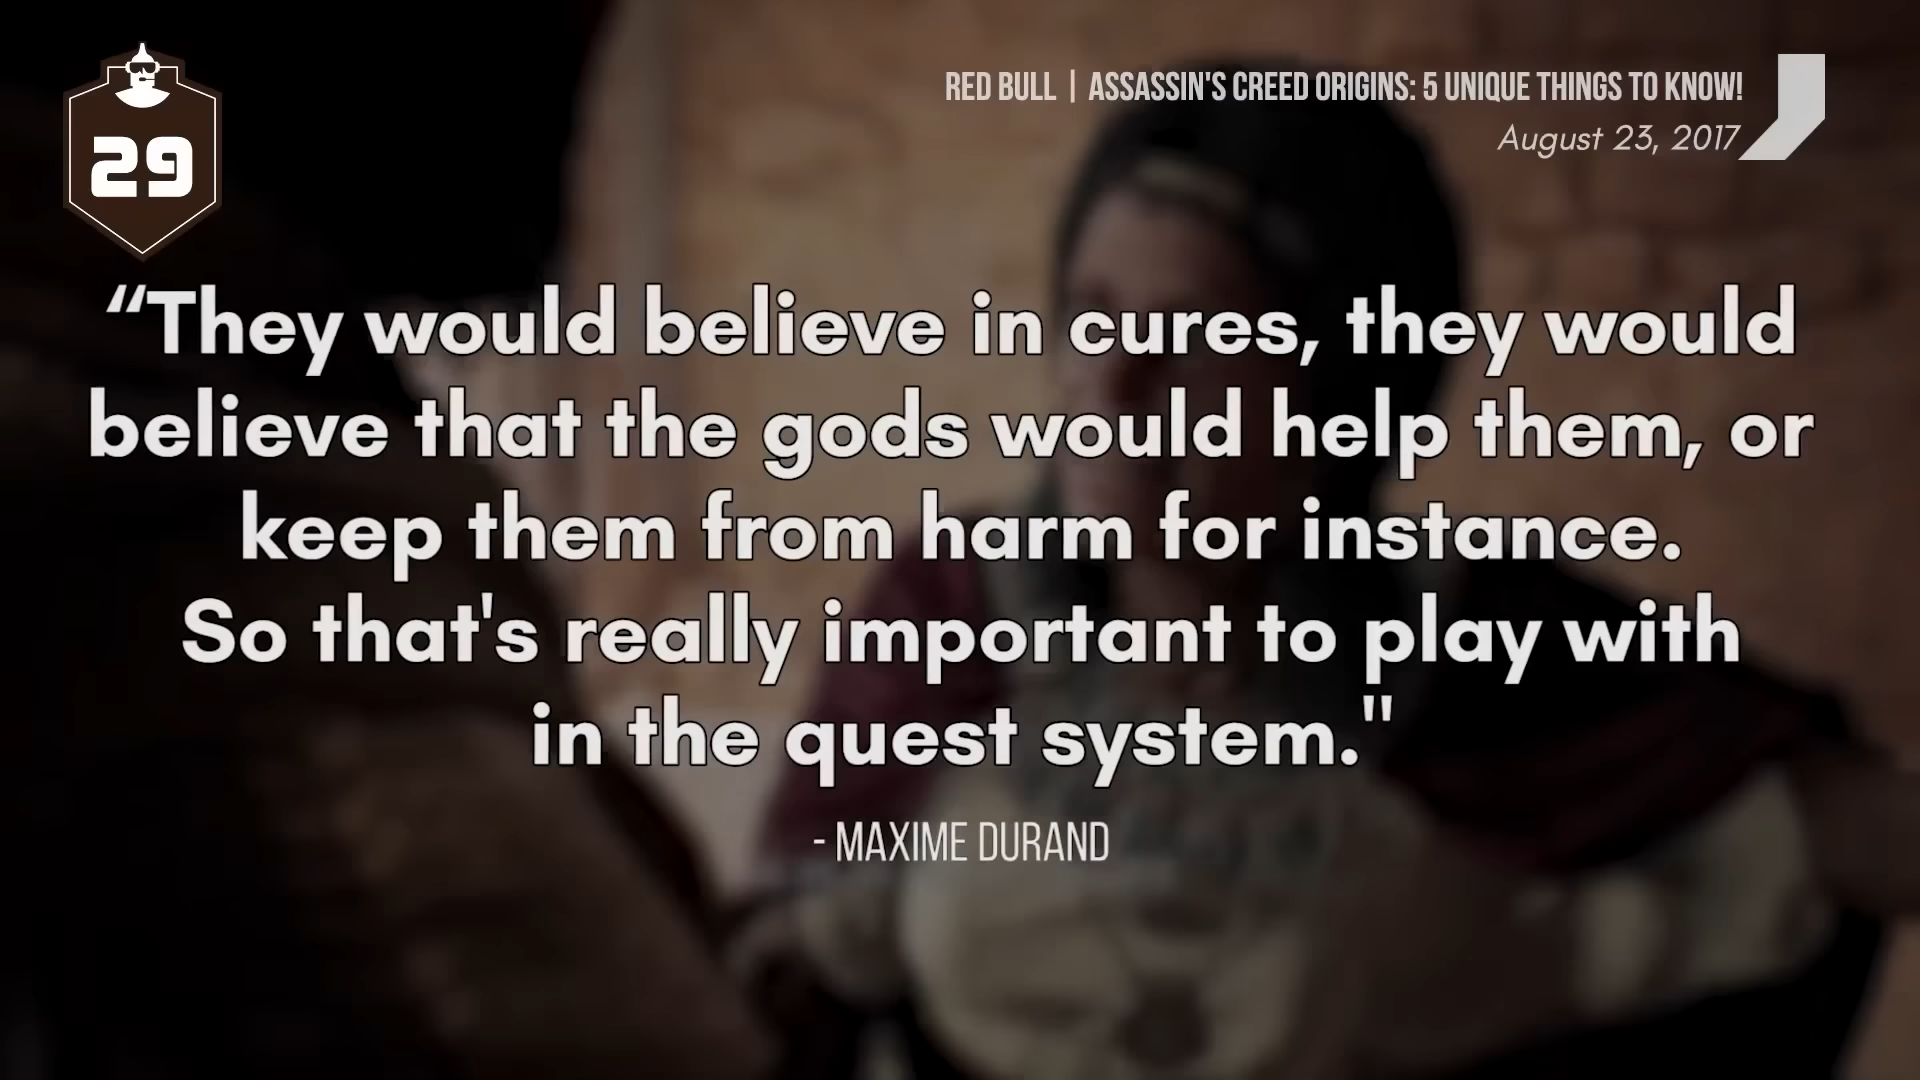 29
RED BULL | ASSASSIN'S CREED ORIGINS: 5 UNIQUE THINGS TO KNOW!
August 23, 2017
“They would believe in cures, they would
believe that the gods would help them, or
keep them from harm for instance.
So that's really important to play with
in the quest system."
- MAXIME DURAND